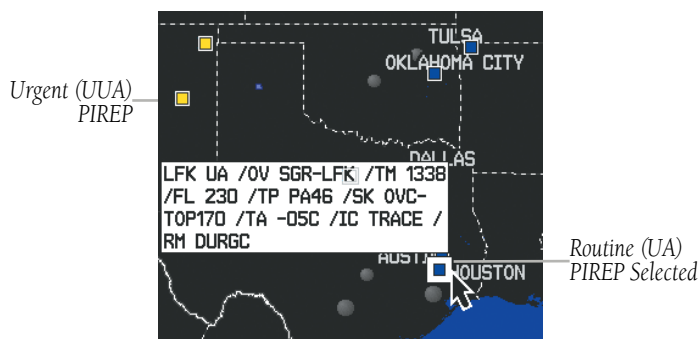 TULSA
OKLAHOMA CITY
Urgent (UUA)
PIREP
DALLAS
LFK UA /OV SGR-LFK /TM 1338
/FL 230 /TP PA46 /SK OVC-
TOP170 /TA -05C /IC TRACE /
RM DURGC
AUSTIN
HOUSTON
Routine (UA)
PIREP Selected